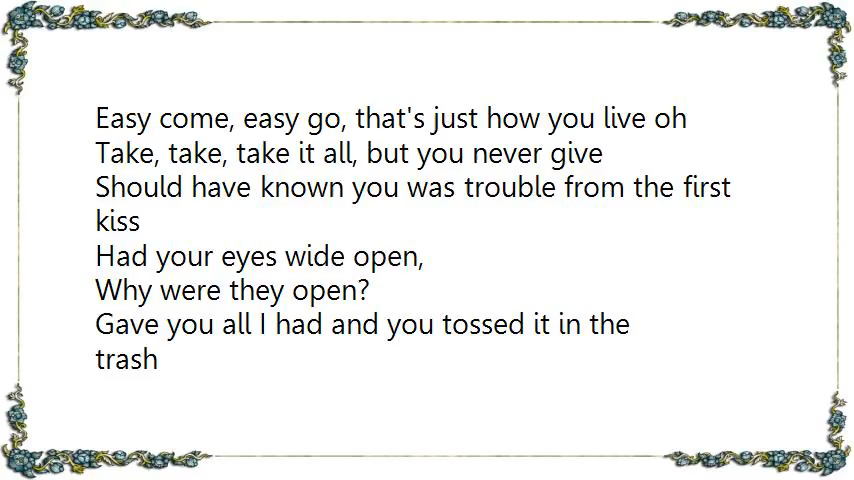 Easy come, easy go, that's just how you live oh
Take, take, take it all, but you never give
Should have known you was trouble from the first
kiss
Had your eyes wide open,
Why were they open?
Gave you all I had and you tossed it in the
trash